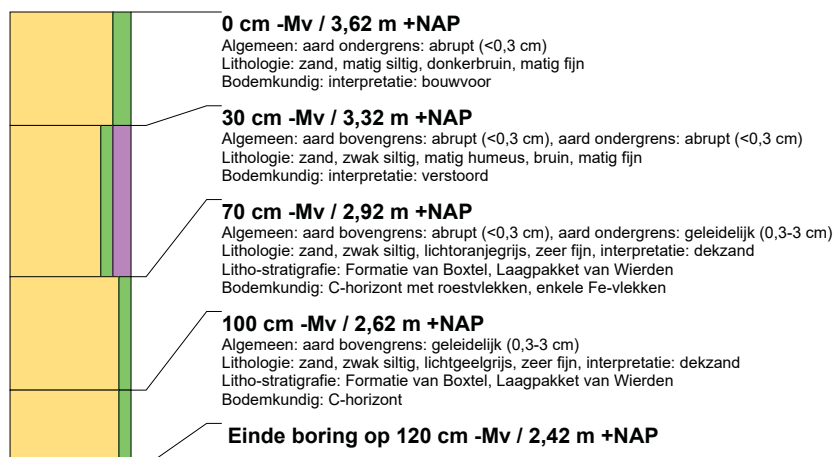 0 cm -Mv / 3,62 m +NAP
Algemeen: aard ondergrens: abrupt (<0,3 cm)
Lithologie: zand, matig siltig, donkerbruin, matig fijn
Bodemkundig: interpretatie: bouwvoor
30 cm -Mv / 3,32 m +NAP
Algemeen: aard bovengrens: abrupt (<0,3 cm), aard ondergrens: abrupt (<0,3 cm)
Lithologie: zand, zwak siltig, matig humeus, bruin, matig fijn
Bodemkundig: interpretatie: verstoord
70 cm -Mv / 2,92 m +NAP
Algemeen: aard bovengrens: abrupt (<0,3 cm), aard ondergrens: geleidelijk (0,3-3 cm)
Lithologie: zand, zwak siltig, lichtoranjegrijs, zeer fijn, interpretatie: dekzand
Litho-stratigrafie: Formatie van Boxtel, Laagpakket van Wierden
Bodemkundig: C-horizont met roestvlekken, enkele Fe-vlekken
100 cm -Mv / 2,62 m +NAP
Algemeen: aard bovengrens: geleidelijk (0,3-3 cm)
Lithologie: zand, zwak siltig, lichtgeelgrijs, zeer fijn, interpretatie: dekzand
Litho-stratigrafie: Formatie van Boxtel, Laagpakket van Wierden
Bodemkundig: C-horizont
Einde boring op 120 cm -Mv / 2,42 m +NAP